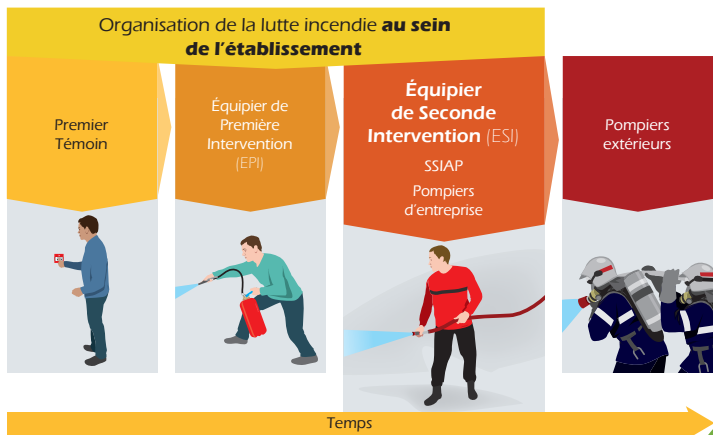 Organisation de la lutte incendie au sein
de l'établissement
Premier
Témoin
Équipier de
Première
Intervention
(EPI)
Équipier
de Seconde
Intervention (ESI)
SSIAP
Pompiers
d'entreprise
Pompiers
extérieurs
Temps